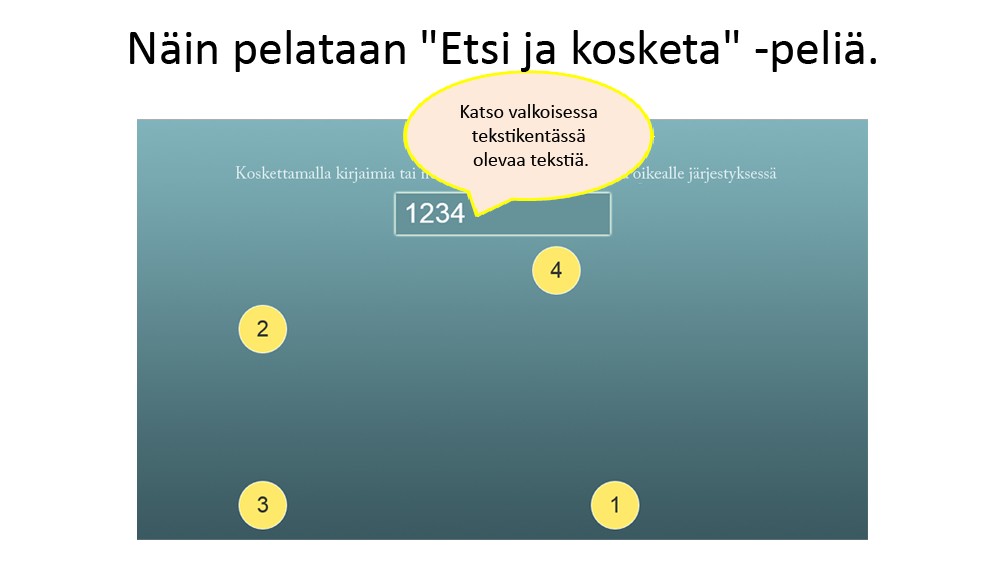 Näin pelataan "Etsi ja kosketa" -peliä.
Katso valkoisessa
tekstikentässä
olevaa tekstiä.
Koskettamalla kirjaimia tai oikealle järjestyksessä
1234
4
2
3
1